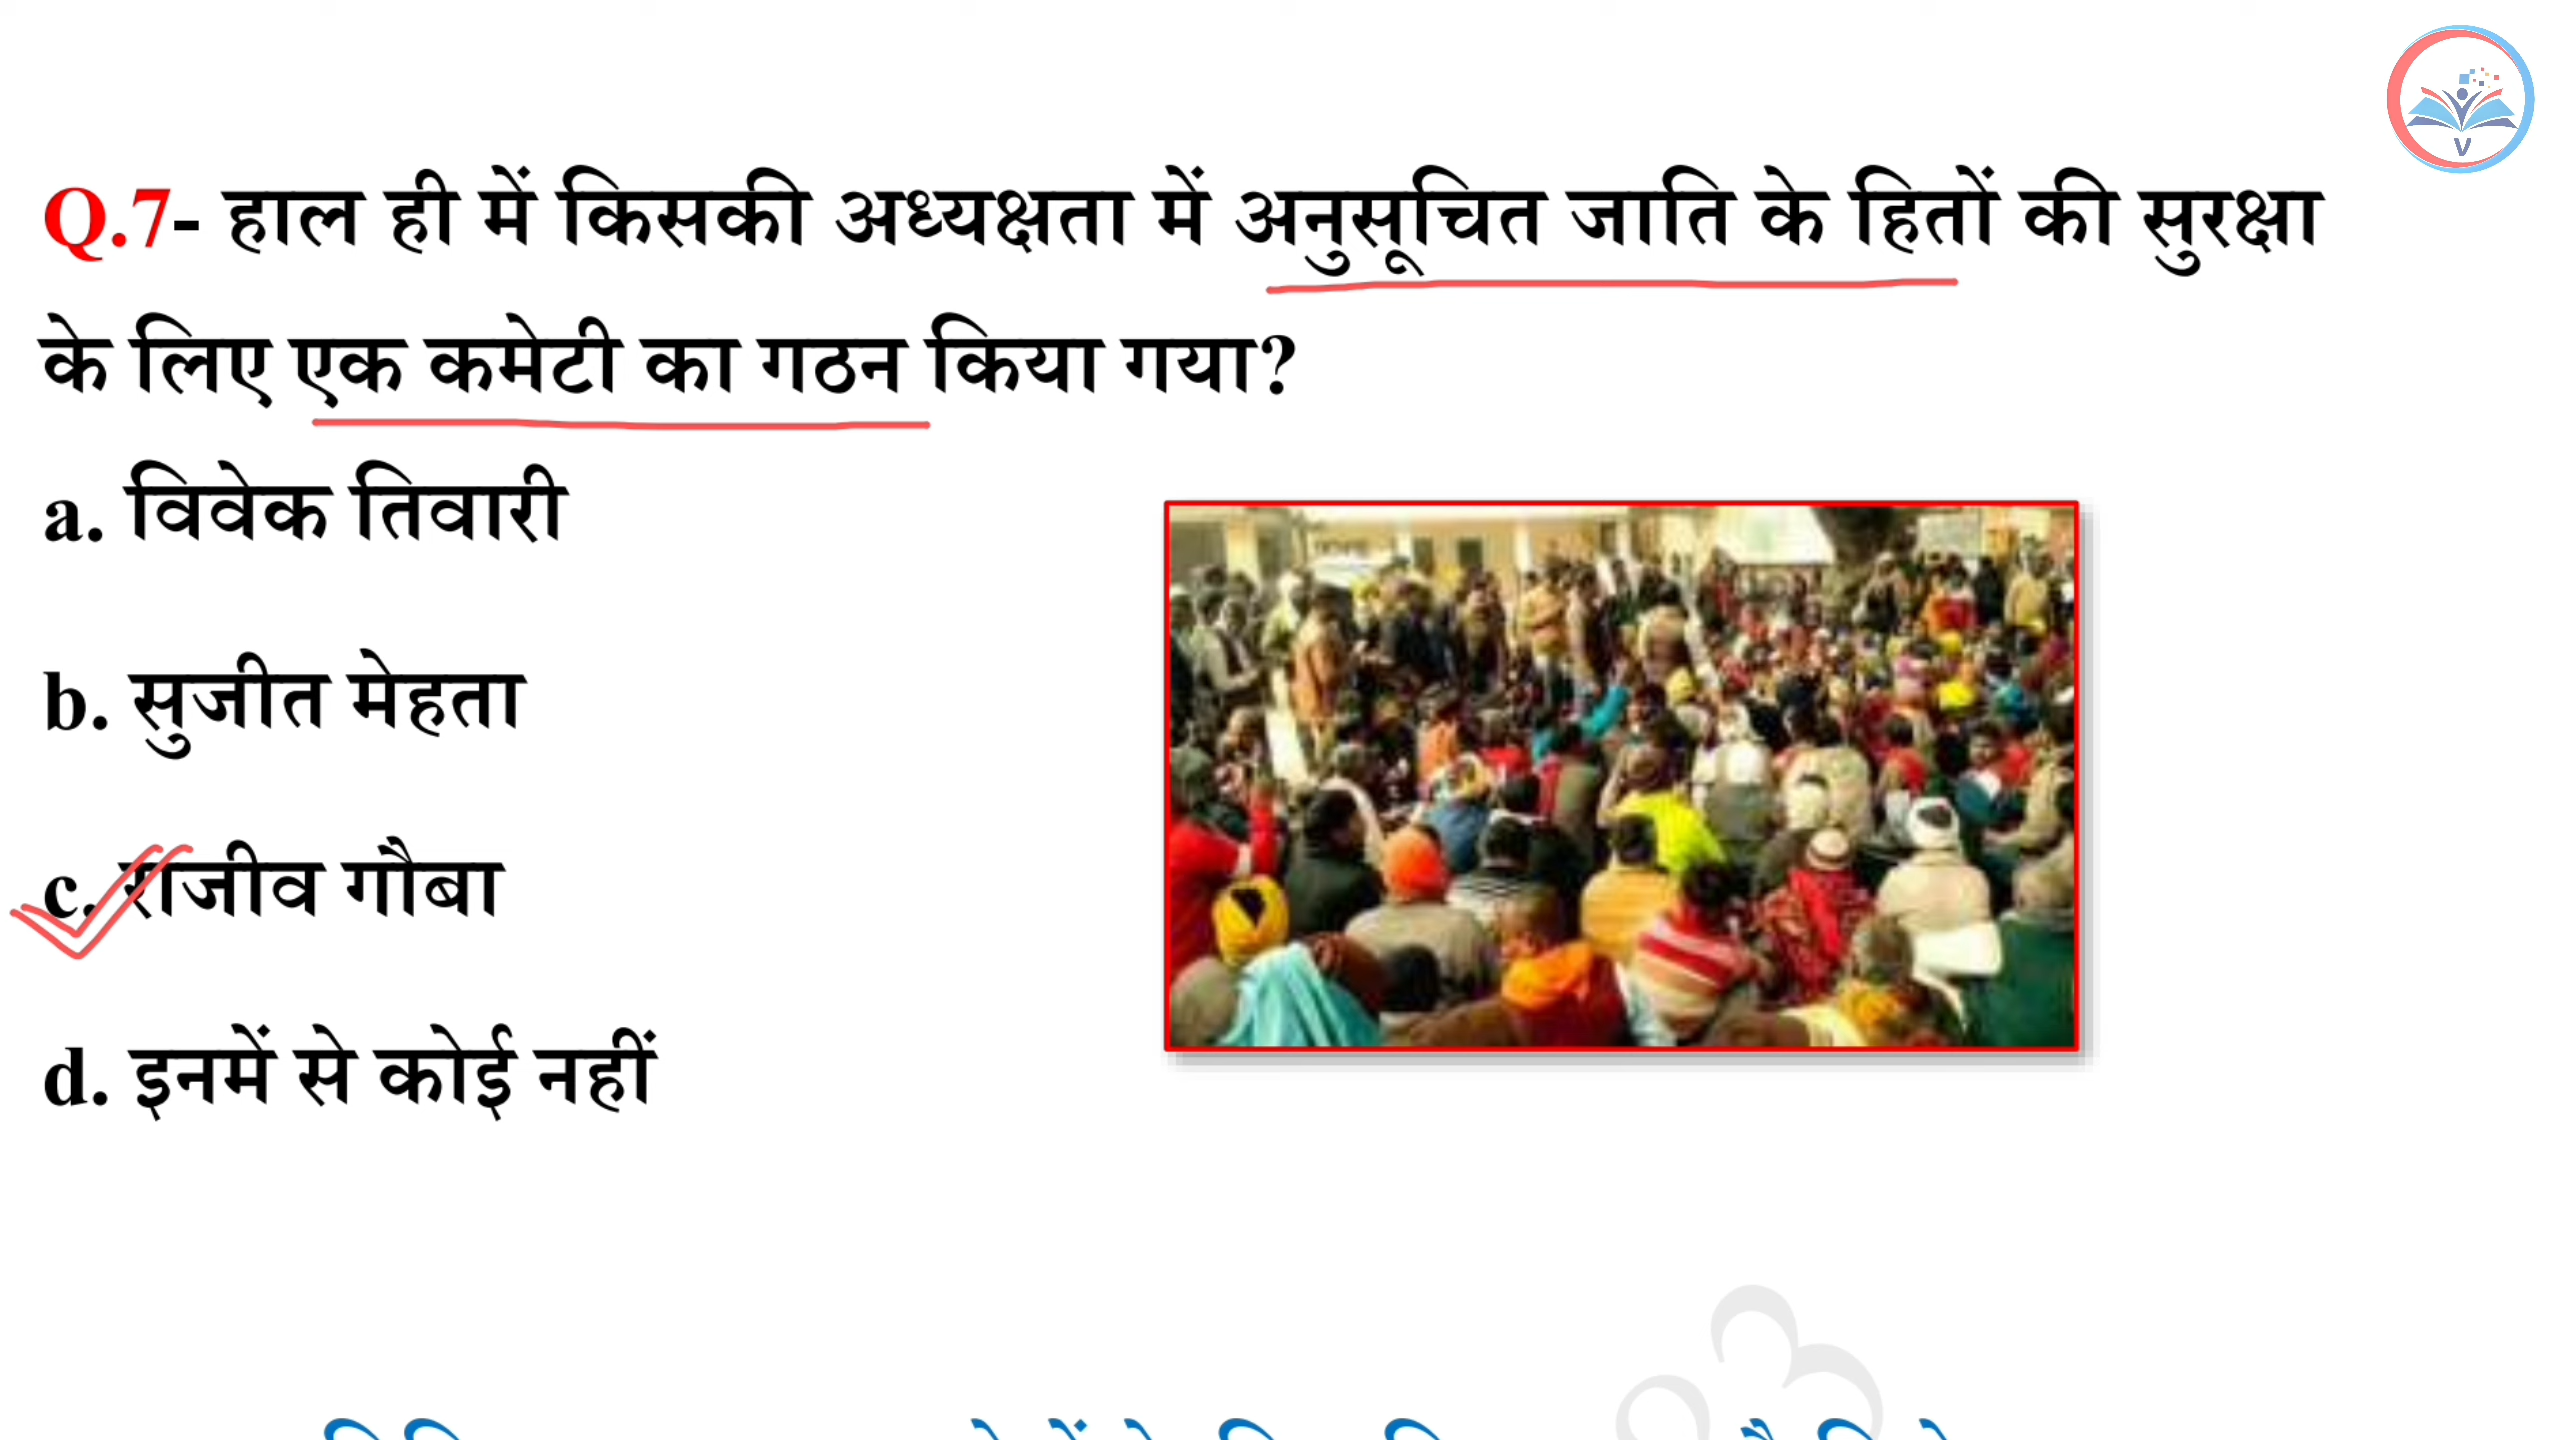 V
Q.7- हाल ही में किसकी अध्यक्षता में अनुसूचित जाति के हितों की सुरक्षा
के लिए एक कमेटी का गठन किया गया?
a. विवेक तिवारी
b. सुजीत मेहता
c. राजीव गौबा
d. इनमें से कोई नहीं